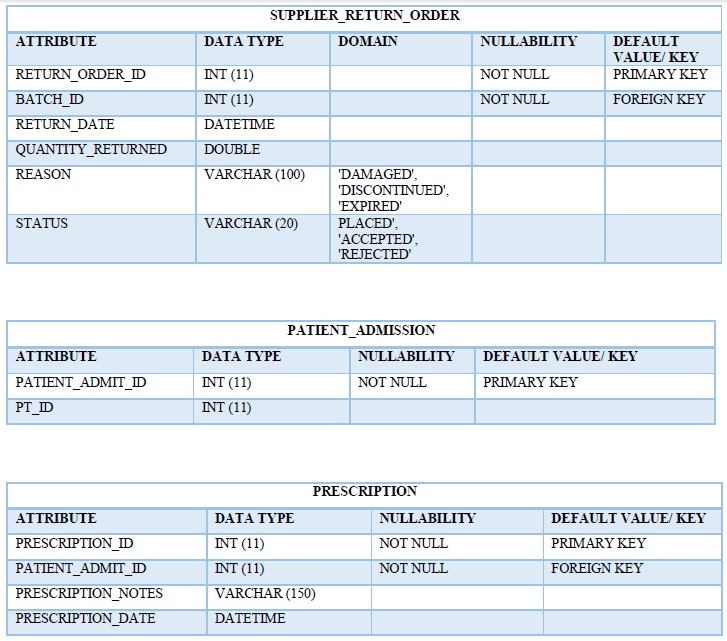 SUPPLIER_RETURN_ORDER
ATTRIBUTE DATA TYPE DOMAIN NULLABILITY DEFAULT
VALUE/ KEY
RETURN_ORDER_ID INT (11) NOT NULL PRIMARY KEY
BATCH_ID INT (11) NOT NULL FOREIGN KEY
RETURN_DATE DATETIME
QUANTITY_RETURNED DOUBLE
REASON VARCHAR (100) 'DAMAGED',
'DISCONTINUED',
'EXPIRED'
STATUS VARCHAR (20) PLACED',
'ACCEPTED',
'REJECTED'
PATIENT_ADMISSION
ATTRIBUTE DATA TYPE NULLABILITY DEFAULT VALUE/ KEY
PATIENT_ADMIT_ID INT (11) NOT NULL PRIMARY KEY
PT_ID INT (11)
PRESCRIPTION
ATTRIBUTE DATA TYPE NULLABILITY DEFAULT VALUE/ KEY
PRESCRIPTION_ID INT (11) NOT NULL PRIMARY KEY
PATIENT_ADMIT_ID INT (11) NOT NULL FOREIGN KEY
PRESCRIPTION_NOTES VARCHAR (150)
PRESCRIPTION_DATE DATETIME